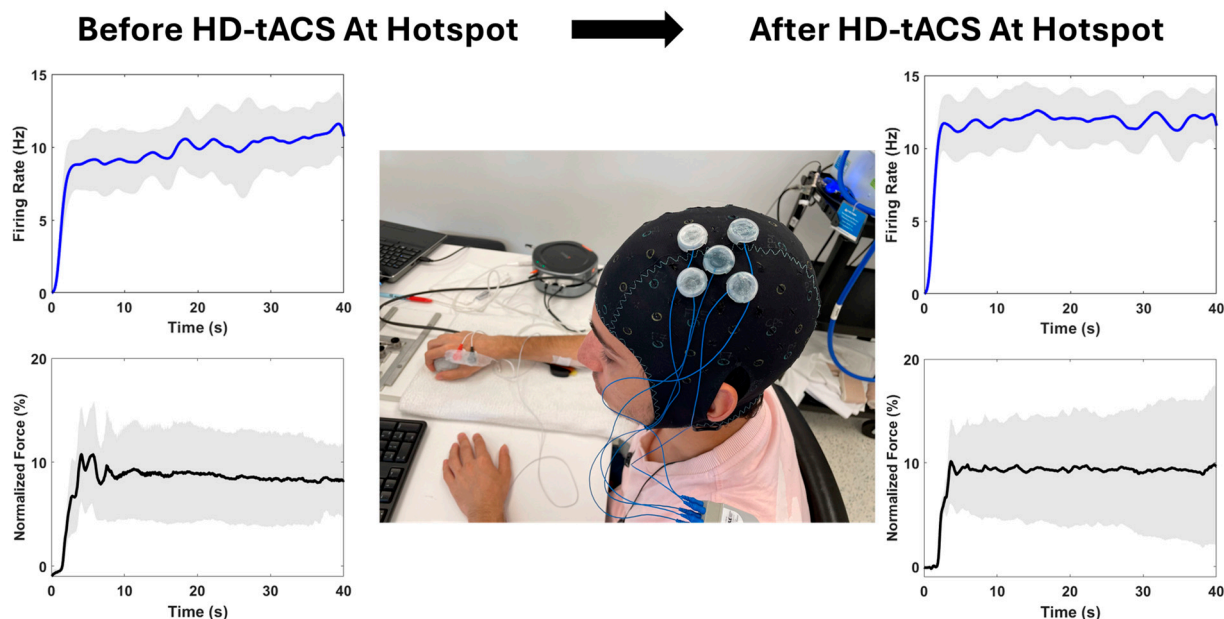 Before HD-tACS At Hotspot
After HD-tACS At Hotspot
15
10
5
0
Firing Rate (Hz)
0 10 20 30 40
Time (s)
20
10
0
Normalized Force (%)
0 10 20 30 40
Time (s)
15
10
5
0
Firing Rate (Hz)
0 10 20 30 40
Time (s)
20
10
0
Normalized Force (%)
0 10 20 30 40
Time (s)